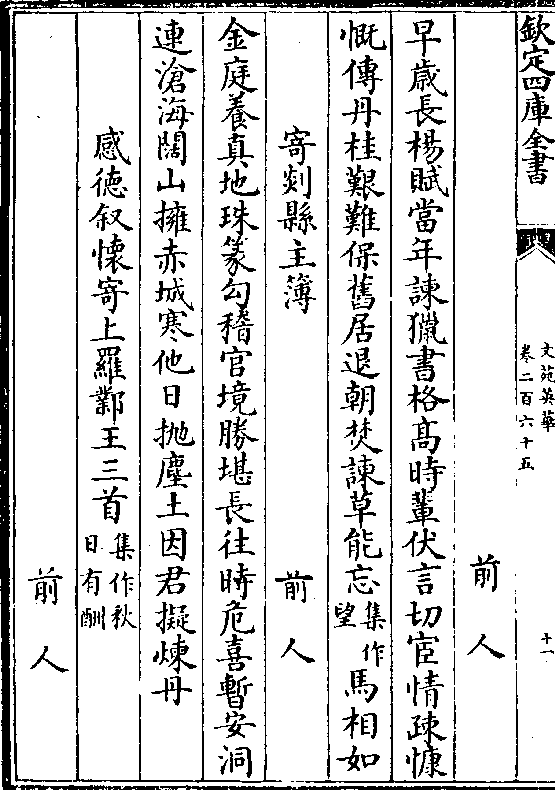 欽定四庫全書
文苑英華
卷二百六十五
十一
前人
早歳長楊賦當年諫獵書格髙時輩伏言切宦情疎慷
慨傳丹桂艱難保舊居退朝焚諫草能忘集作望馬相如
寄剡縣主簿
前人
金庭養真地珠篆勾稽官境勝堪長往時危喜暫安洞
連滄海闊山擁赤城寒他日抛塵土因君擬煉丹
感徳叙懷寄上羅鄴王三首集作秋日有酬
前人